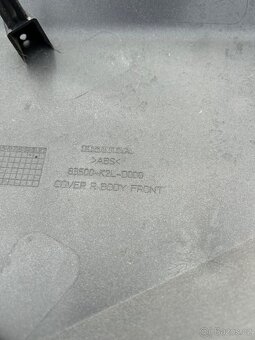 HONDA
>ABS<
83500-K2L-D000
COVER R BODY FRONT